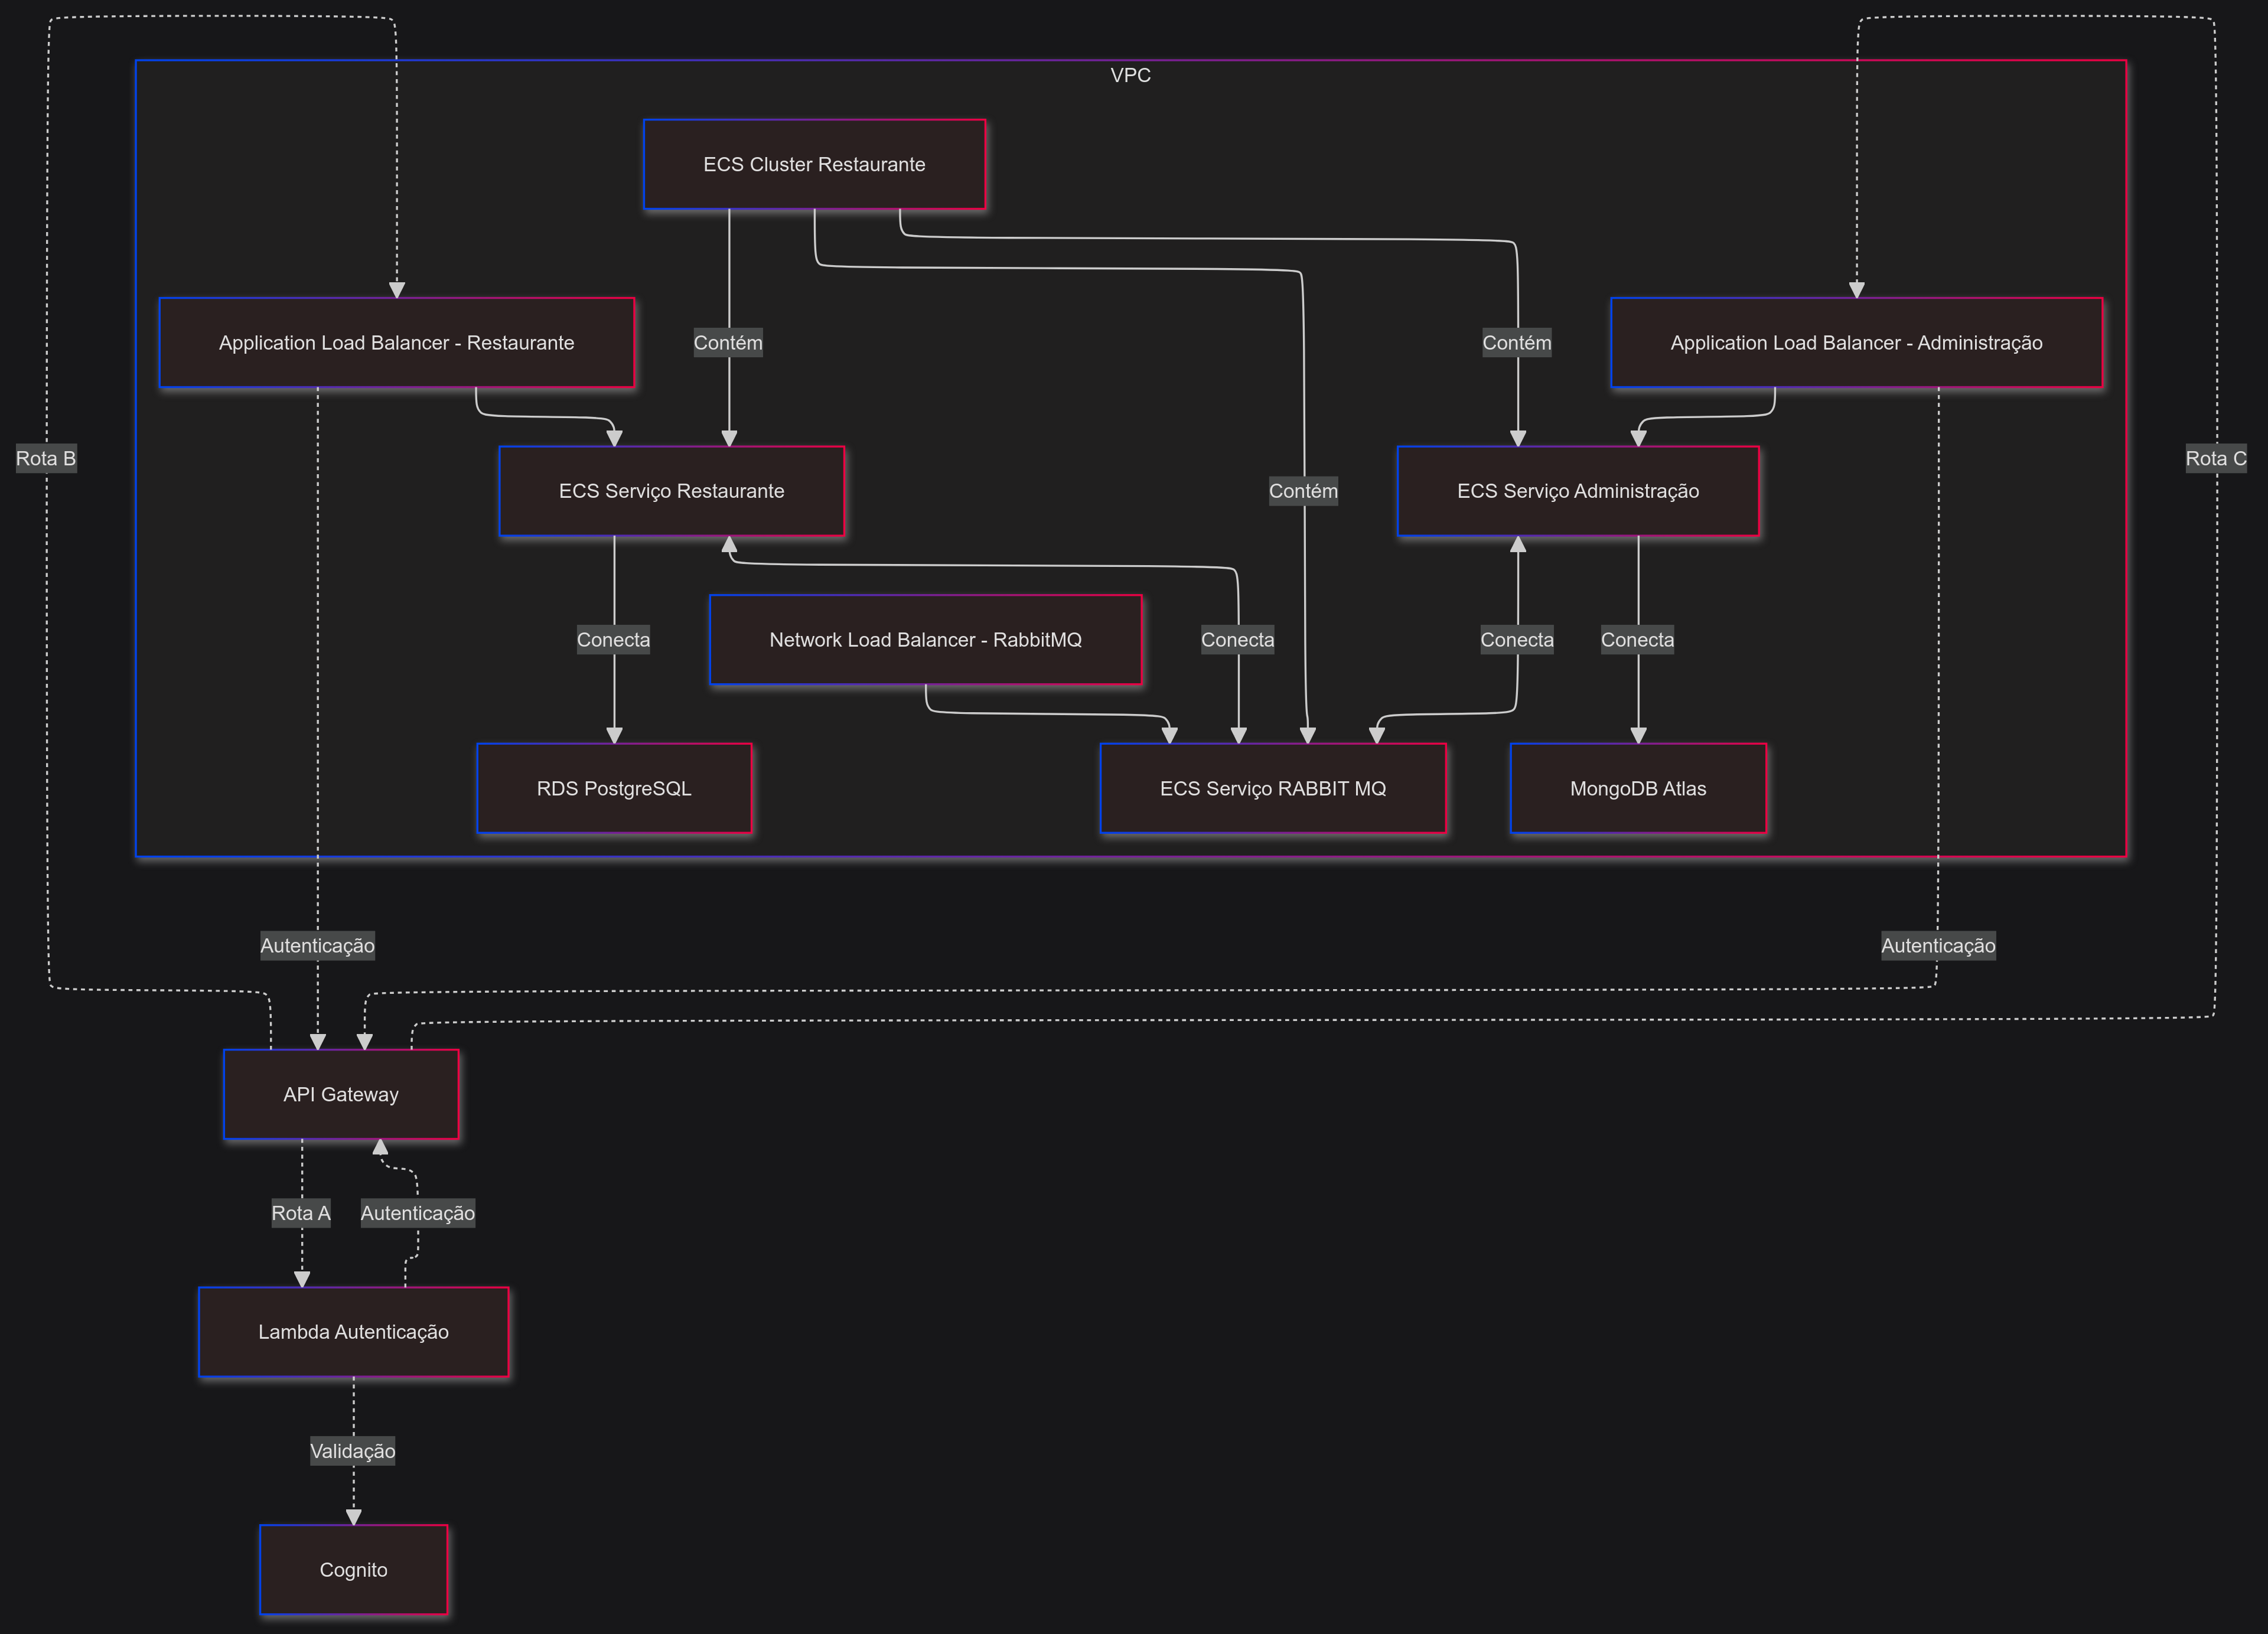 VPC
ECS Cluster Restaurante
Application Load Balancer - Restaurante
Contém
Contém
Application Load Balancer - Administração
Rota B
Rota C
ECS Serviço Restaurante
Contém
ECS Serviço Administração
Conecta
Network Load Balancer - RabbitMQ
Conecta
Conecta
Conecta
RDS PostgreSQL
ECS Serviço RABBIT MQ
MongoDB Atlas
Autenticação
Autenticação
API Gateway
Rota A
Autenticação
Lambda Autenticação
Validação
Cognito